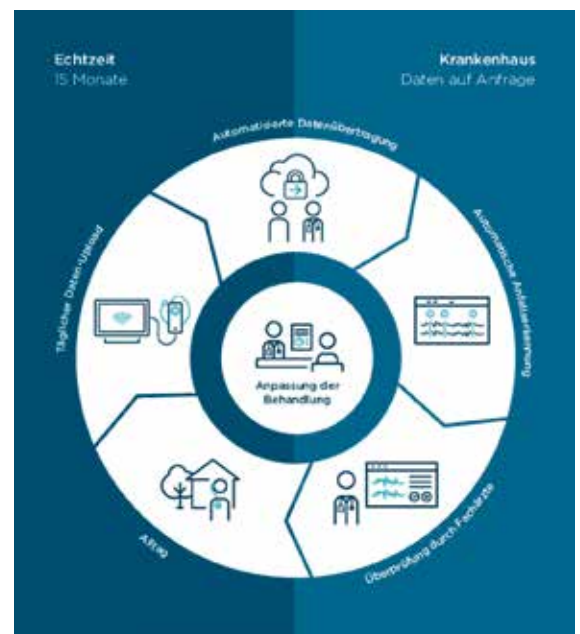 Echtzeit
15 Monate
Krankenhaus
Daten auf Anfrage
Automatisierte Datenübertragung
Automatische Anfallserkennung
Überprüfung durch Fachärzte
Alltag
Täglicher Daten-Upload
Anpassung der
Behandlung